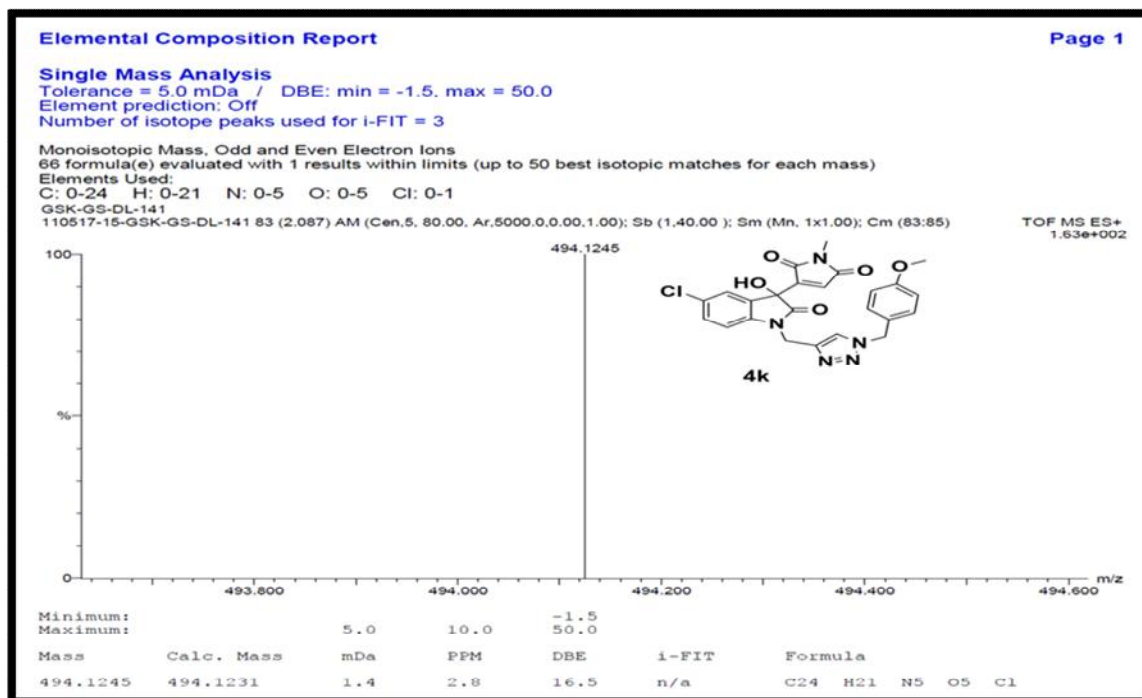 Elemental Composition Report Page 1
Single Mass Analysis
Tolerance = 5.0 mDa / DBE: min = -1.5, max = 50.0
Element prediction: Off
Number of isotope peaks used for i-FIT = 3
Monoisotopic Mass, Odd and Even Electron Ions
66 formula(e) evaluated with 1 results within limits (up to 50 best isotopic matches for each mass)
Elements Used:
C: 0-24 H: 0-21 N: 0-5 O: 0-5 Cl: 0-1
GSK-GS-DL-141
110517-15-GSK-GS-DL-141 83 (2.087) AM (Cen,5, 80.00, Ar,5000.0,0.00,1.00); Sb (1,40.00 ); Sm (Mn, 1x1.00); Cm (83:85) TOF MS ES+
1.63e+002
494.1245
100
%
0
O N O O
HO
Cl O
N N
N=N
4k
493.800 494.000 494.200 494.400 494.600 m/z
Minimum: -1.5
Maximum: 5.0 10.0 50.0
Mass Calc. Mass mDa PPM DBE i-FIT Formula
494.1245 494.1231 1.4 2.8 16.5 n/a C24 H21 N5 O5 Cl